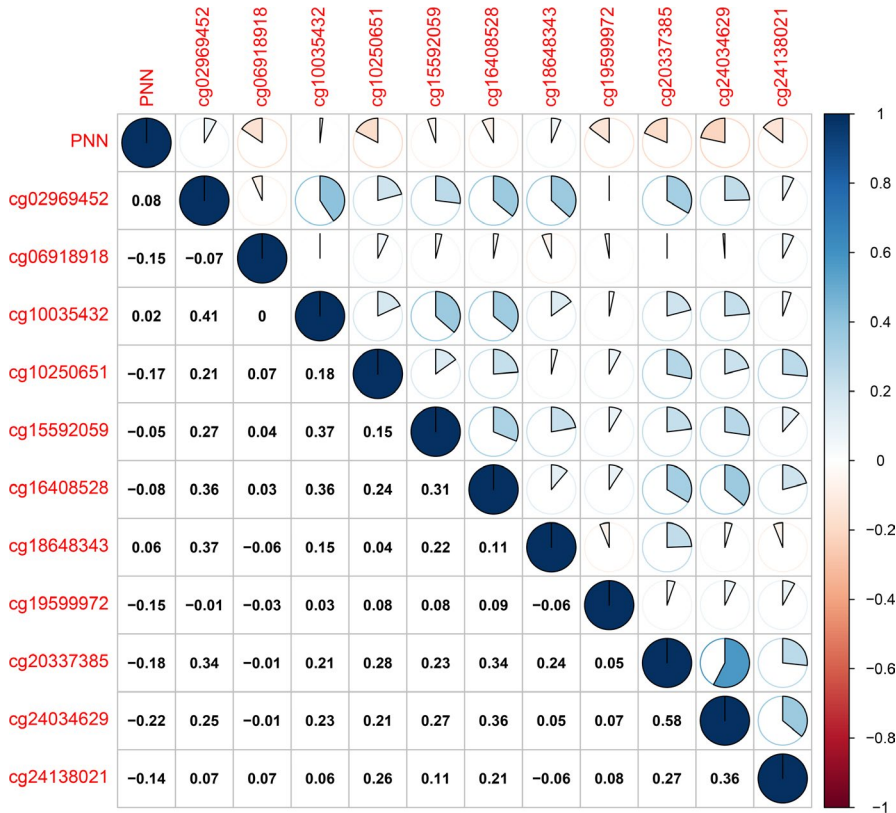 PNN
cg02969452
cg06918918
cg10035432
cg10250651
cg15592059
cg16408528
cg18648343
cg19599972
cg20337385
cg24034629
cg24138021
PNN
cg02969452 0.08
cg06918918 −0.15 −0.07
cg10035432 0.02 0.41 0
cg10250651 −0.17 0.21 0.07 0.18
cg15592059 −0.05 0.27 0.04 0.37 0.15
cg16408528 −0.08 0.36 0.03 0.36 0.24 0.31
cg18648343 0.06 0.37 −0.06 0.15 0.04 0.22 0.11
cg19599972 −0.15 −0.01 −0.03 0.03 0.08 0.08 0.09 −0.06
cg20337385 −0.18 0.34 −0.01 0.21 0.28 0.23 0.34 0.24 0.05
cg24034629 −0.22 0.25 −0.01 0.23 0.21 0.27 0.36 0.05 0.07 0.58
cg24138021 −0.14 0.07 0.07 0.06 0.26 0.11 0.21 −0.06 0.08 0.27 0.36
1
0.8
0.6
0.4
0.2
0
−0.2
−0.4
−0.6
−0.8
−1